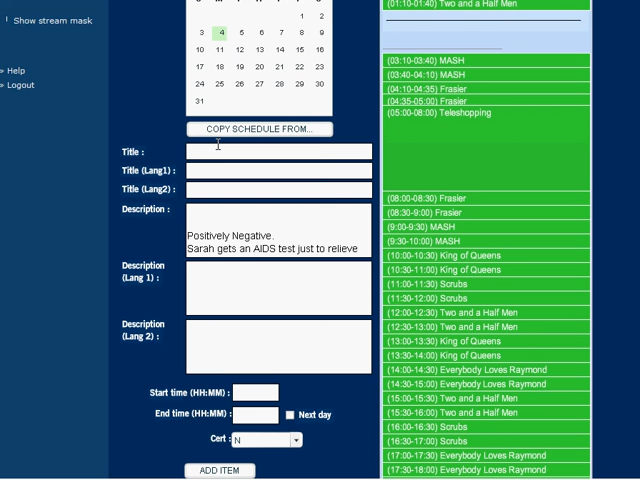 Show stream mask
» Help
» Logout
1 2
3 4 5 6 7 8 9
10 11 12 13 14 15 16
17 18 19 20 21 22 23
24 25 26 27 28 29 30
31
COPY SCHEDULE FROM...
Title :
Title (Lang1) :
Title (Lang2) :
Description :
Positively Negative.
Sarah gets an AIDS test just to relieve
Description
(Lang 1) :
Description
(Lang 2) :
Start time (HH:MM) :
End time (HH:MM) :
Next day
Cert : N
ADD ITEM
(01:10-01:40) Two and a Half Men
(03:10-03:40) MASH
(03:40-04:10) MASH
(04:10-04:35) Frasier
(04:35-05:00) Frasier
(05:00-08:00) Teleshopping
(08:00-08:30) Frasier
(08:30-9:00) Frasier
(9:00-9:30) MASH
(9:30-10:00) MASH
(10:00-10:30) King of Queens
(10:30-11:00) King of Queens
(11:00-11:30) Scrubs
(11:30-12:00) Scrubs
(12:00-12:30) Two and a Half Men
(12:30-13:00) Two and a Half Men
(13:00-13:30) King of Queens
(13:30-14:00) King of Queens
(14:00-14:30) Everybody Loves Raymond
(14:30-15:00) Everybody Loves Raymond
(15:00-15:30) Two and a Half Men
(15:30-16:00) Two and a Half Men
(16:00-16:30) Scrubs
(16:30-17:00) Scrubs
(17:00-17:30) Everybody Loves Raymond
(17:30-18:00) Everybody Loves Raymond